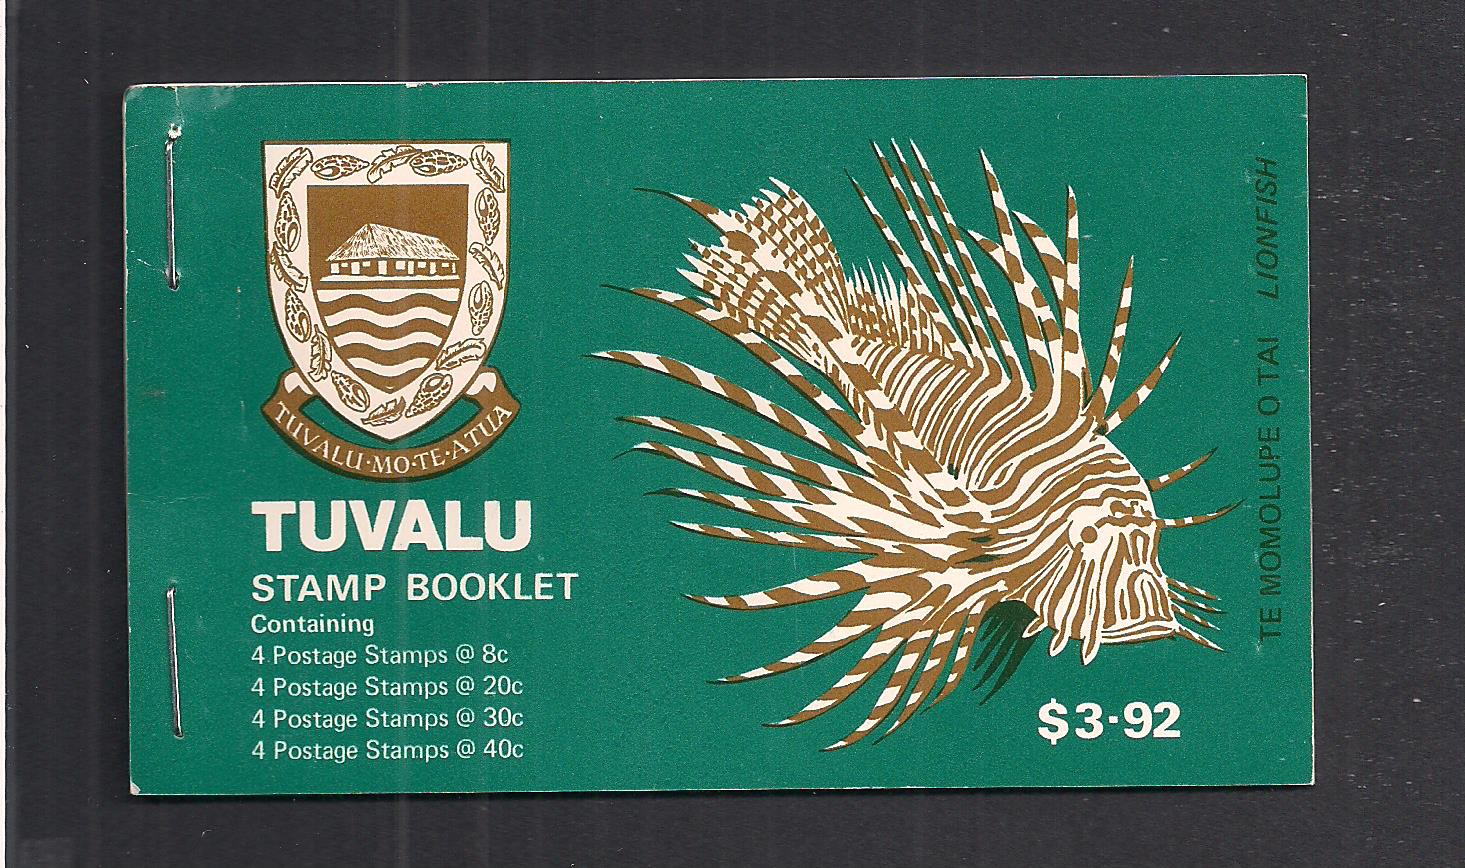 TUVALU·MO·TE·ATUA
TUVALU
STAMP BOOKLET
Containing
4 Postage Stamps @ 8c
4 Postage Stamps @ 20c
4 Postage Stamps @ 30c
4 Postage Stamps @ 40c
$3·92
TE MOMOLUPE O TAI LIONFISH